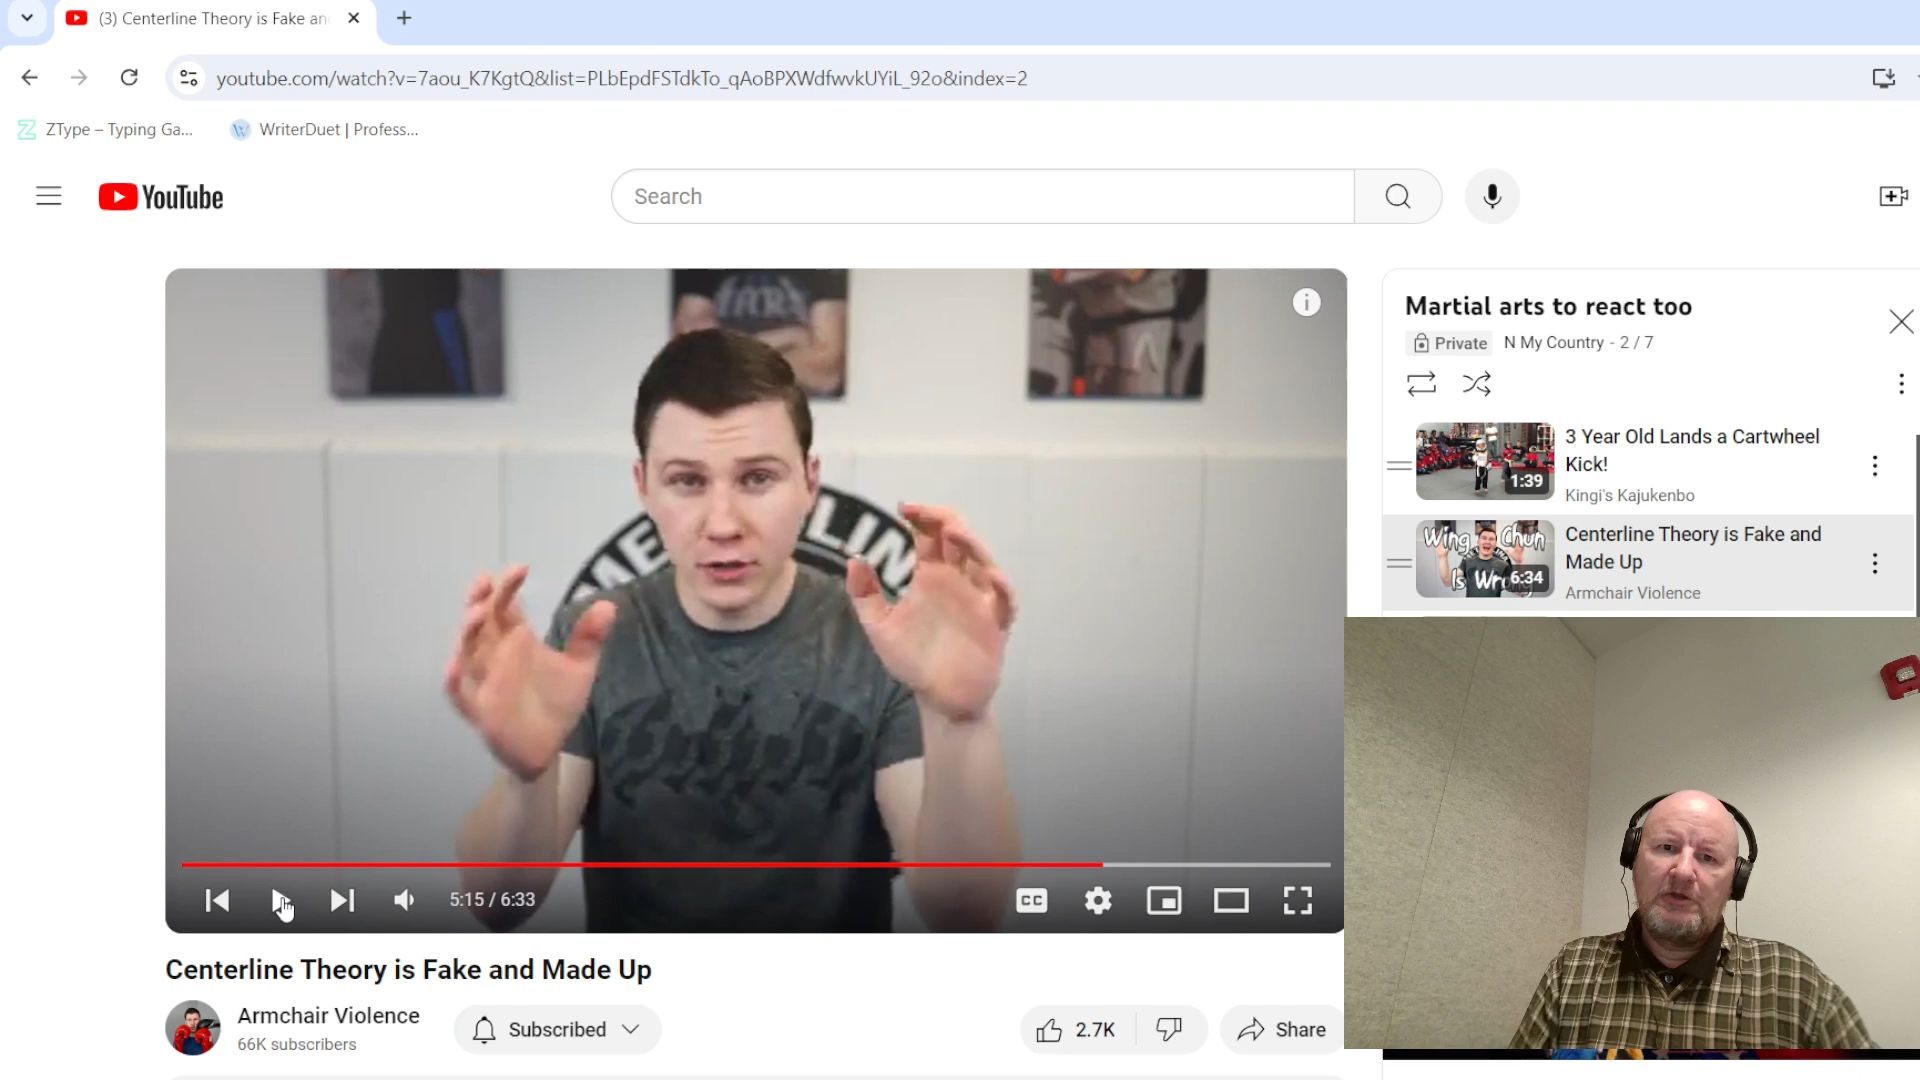 (3) Centerline Theory is Fake an
youtube.com/watch?v=7aou_K7KgtQ&list=PLbEpdFSTdkTo_qAoBPXWdfwvkUYiL_92o&index=2
ZType – Typing Ga...
WriterDuet | Profess...
YouTube
Search
Martial arts to react too
Private
N My Country - 2 / 7
3 Year Old Lands a Cartwheel
Kick!
Kingi's Kajukenbo
1:39
Centerline Theory is Fake and
Made Up
Armchair Violence
Wing Chun
Is Wrong
6:34
5:15 / 6:33
CC
Centerline Theory is Fake and Made Up
Armchair Violence
66K subscribers
Subscribed
2.7K
Share